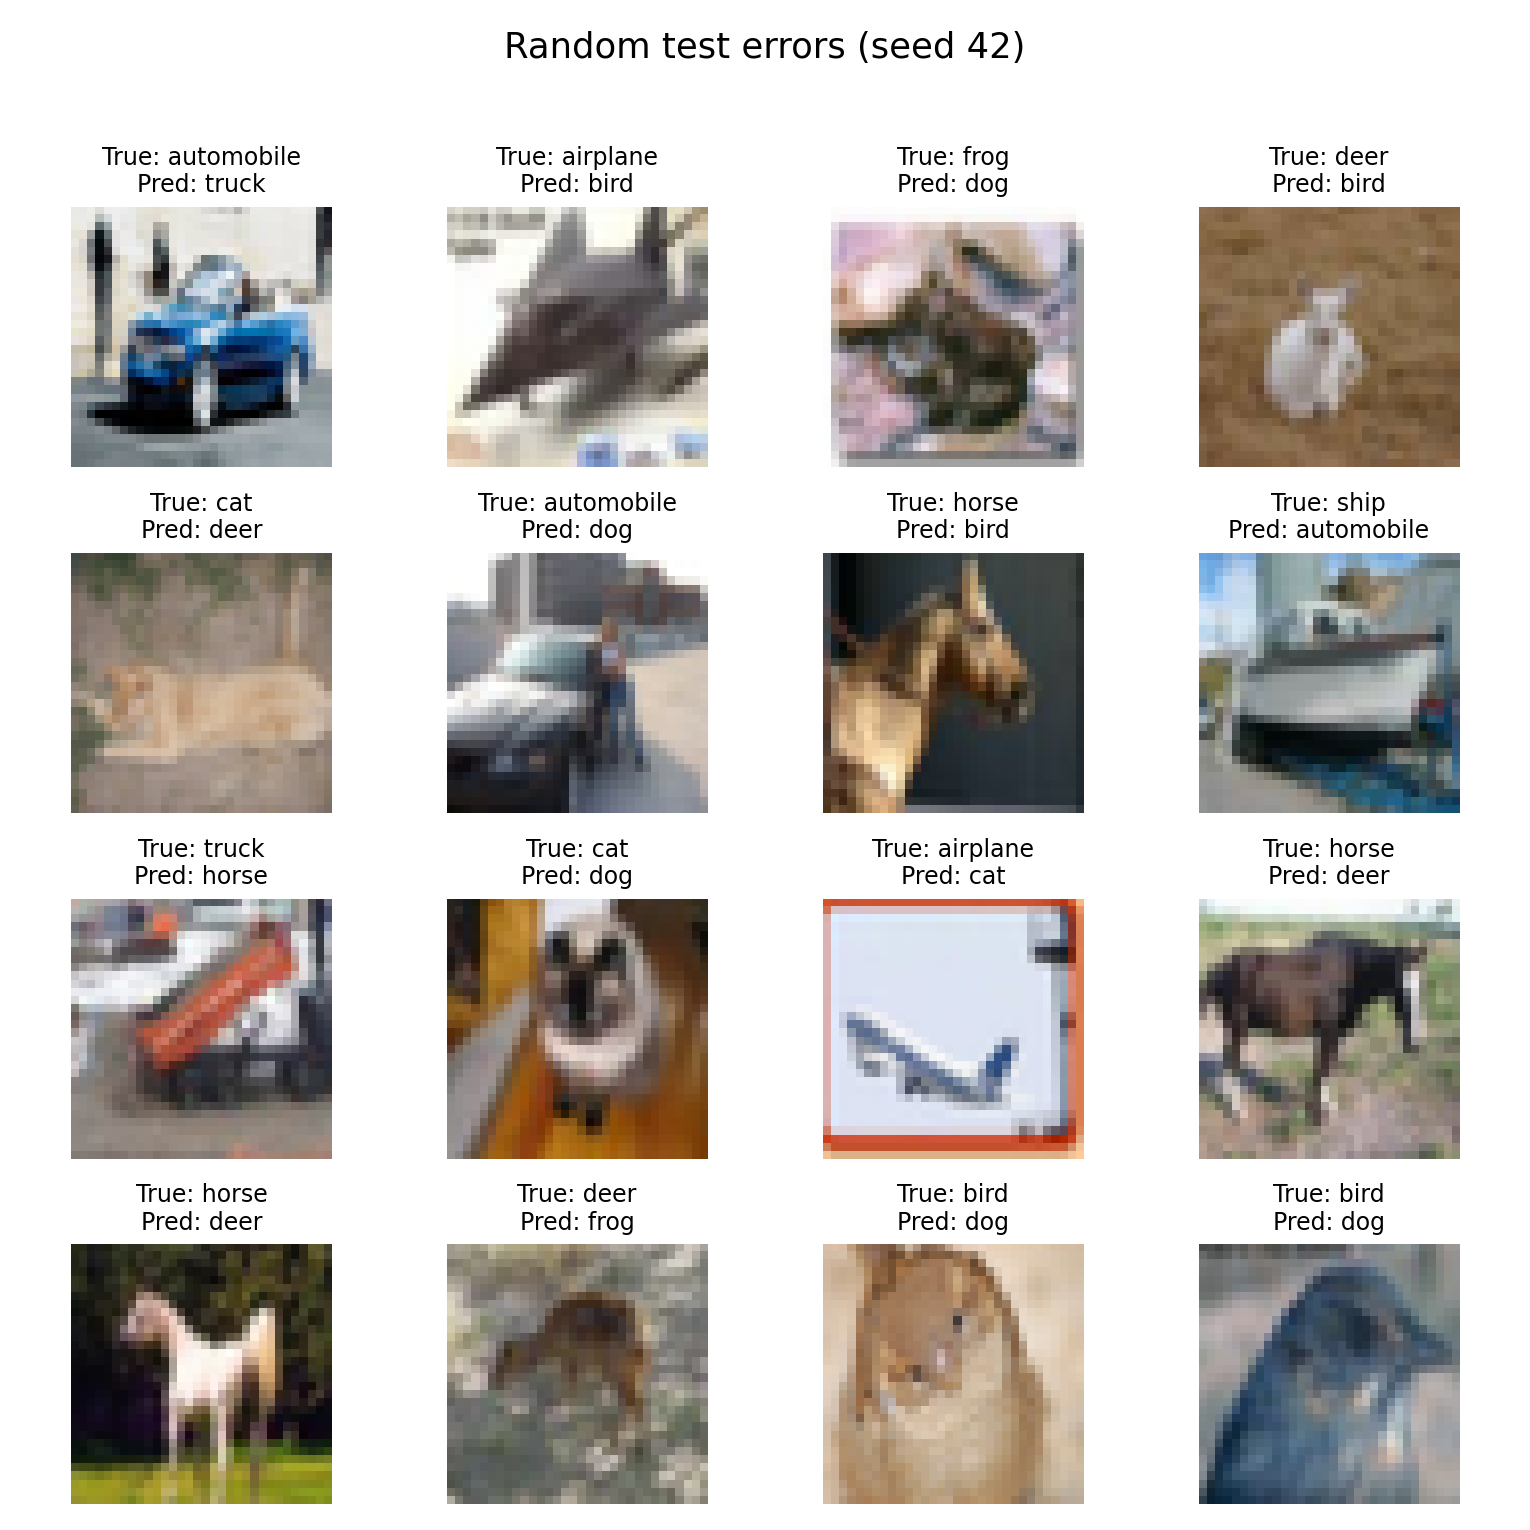 Random test errors (seed 42)
True: automobile
Pred: truck
True: airplane
Pred: bird
True: frog
Pred: dog
True: deer
Pred: bird
True: cat
Pred: deer
True: automobile
Pred: dog
True: horse
Pred: bird
True: ship
Pred: automobile
True: truck
Pred: horse
True: cat
Pred: dog
True: airplane
Pred: cat
True: horse
Pred: deer
True: horse
Pred: deer
True: deer
Pred: frog
True: bird
Pred: dog
True: bird
Pred: dog